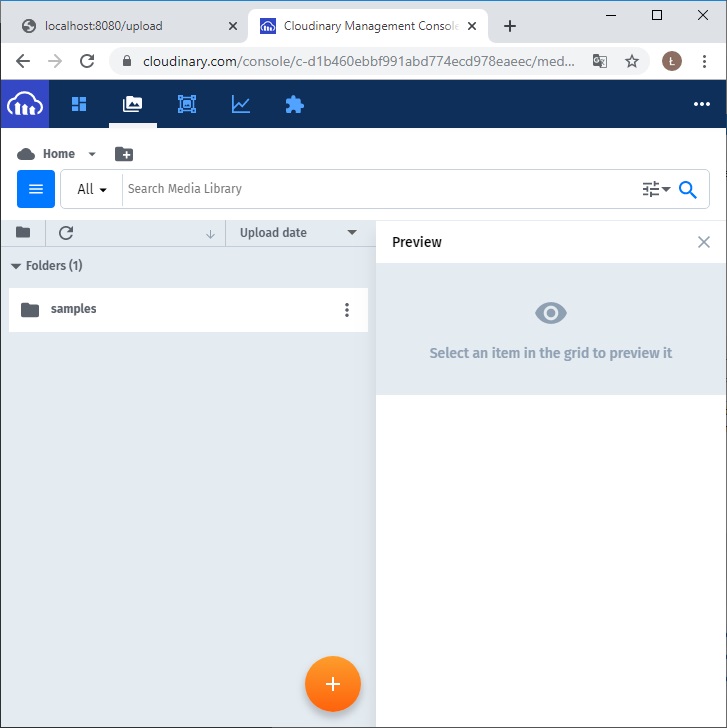 localhost:8080/upload
Cloudinary Management Console
cloudinary.com/console/c-d1b460ebbf991abd774ecd978eaeec/med...
Ł
Home
All
Search Media Library
Upload date
Preview
Folders (1)
samples
Select an item in the grid to preview it